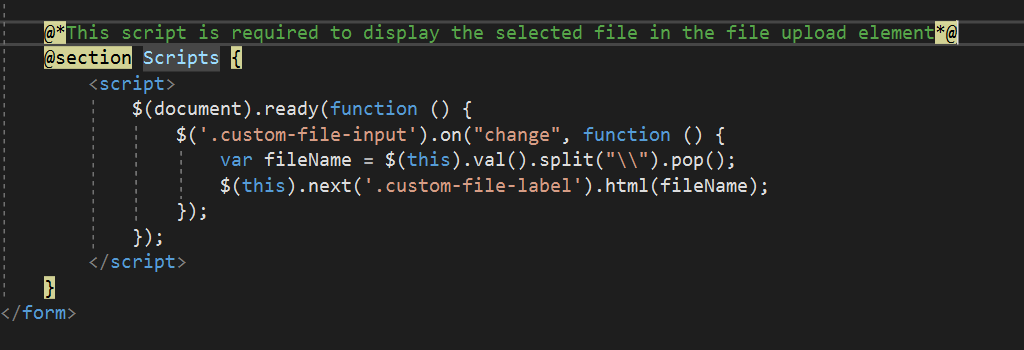 @*This script is required to display the selected file in the file upload element*@
@section Scripts {
<script>
$(document).ready(function () {
$('.custom-file-input').on("change", function () {
var fileName = $(this).val().split("\\").pop();
$(this).next('.custom-file-label').html(fileName);
});
});
</script>
}
</form>